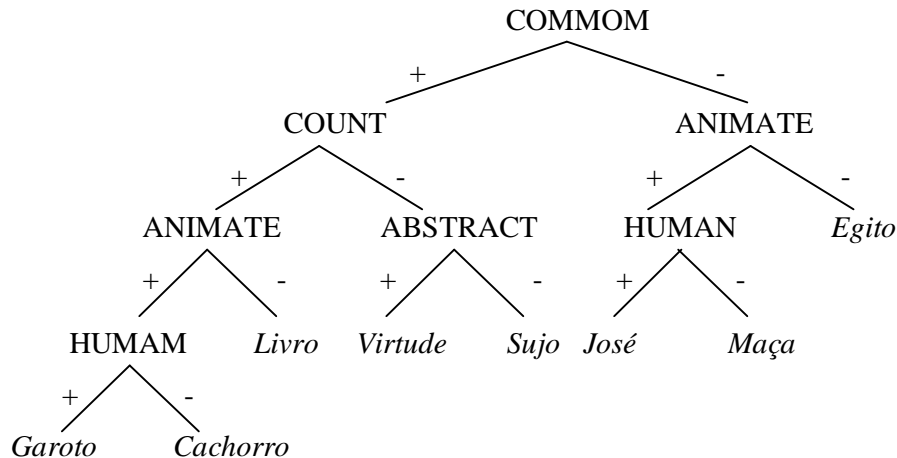 COMMOM
+ -
COUNT ANIMATE
+ - + -
ANIMATE ABSTRACT HUMAN Egito
+ - + - + -
HUMAM Livro Virtude Sujo José Maça
+ -
Garoto Cachorro